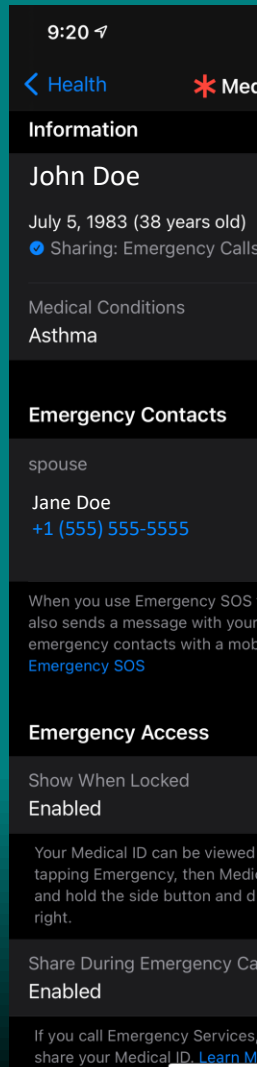 9:20
Health
Information
John Doe
July 5, 1983 (38 years old)
Sharing: Emergency Calls
Medical Conditions
Asthma
Emergency Contacts
spouse
Jane Doe
+1 (555) 555-5555
When you use Emergency SOS
also sends a message with your
emergency contacts with a
Emergency SOS
Emergency Access
Show When Locked
Enabled
Your Medical ID can be viewed
tapping Emergency, then
and hold the side button and
right.
Share During Emergency
Enabled
If you call Emergency Services,
share your Medical ID. Learn